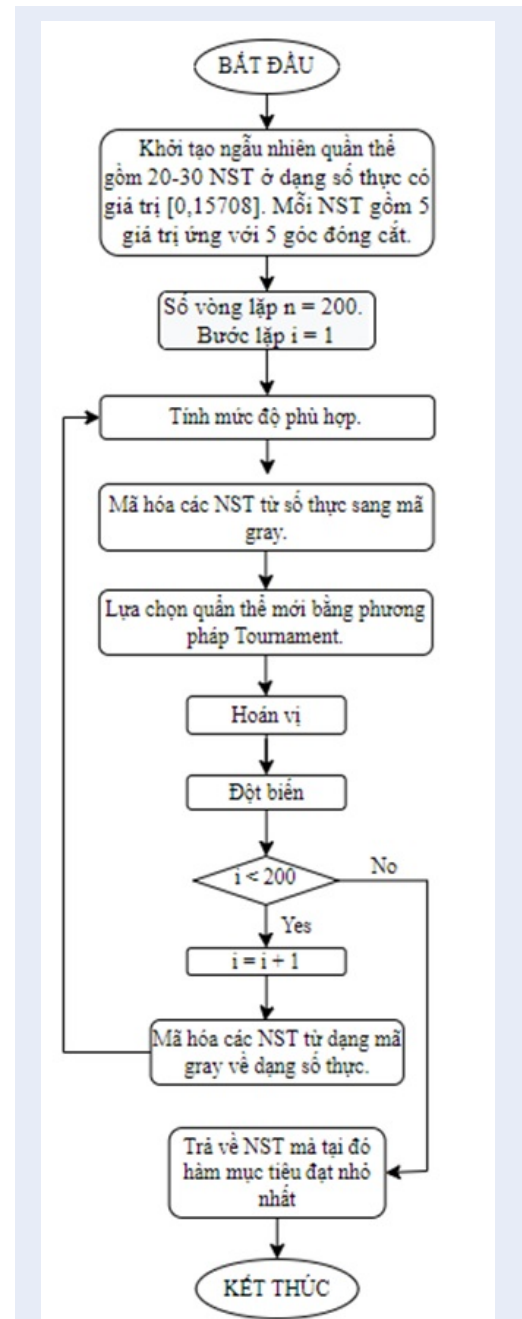 BẮT ĐẦU
Khởi tạo ngẫu nhiên quần thể
gồm 20-30 NST ở dạng số thực có
giá trị [0,15708]. Mỗi NST gồm 5
giá trị ứng với 5 góc đóng cắt.
Số vòng lặp n = 200.
Bước lặp i = 1
Tính mức độ phù hợp.
Mã hóa các NST từ số thực sang mã
gray.
Lựa chọn quần thể mới bằng phương
pháp Tournament.
Hoán vị
Đột biến
i < 200
No
Yes
i = i + 1
Mã hóa các NST từ dạng mã
gray về dạng số thực.
Trả về NST mà tại đó
hàm mục tiêu đạt nhỏ
nhất
KẾT THÚC